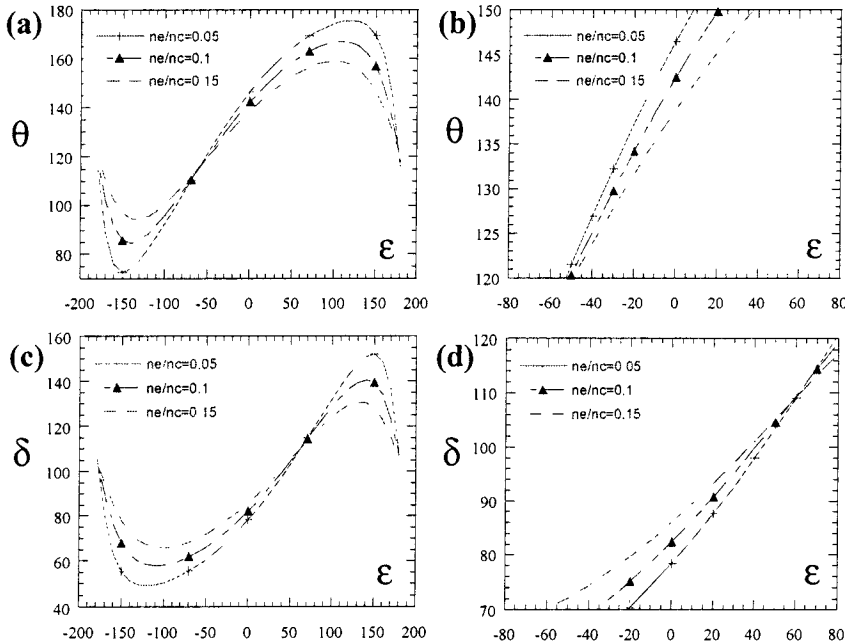 (a)
180
160
140
120
100
80
θ
ne/nc=0.05
ne/nc=0.1
ne/nc=0 15
ε
-200 -150 -100 -50 0 50 100 150 200
(b)
150
145
140
135
130
125
120
θ
ne/nc=0.05
ne/nc=0.1
ne/nc=0 15
ε
-80 -60 -40 -20 0 20 40 60 80
(c)
160
140
120
100
80
60
40
δ
ne/nc=0.05
ne/nc=0.1
ne/nc=0 15
ε
-200 -150 -100 -50 0 50 100 150 200
(d)
120
110
100
90
80
70
δ
ne/nc=0.05
ne/nc=0.1
ne/nc=0.15
ε
-80 -60 -40 -20 0 20 40 60 80